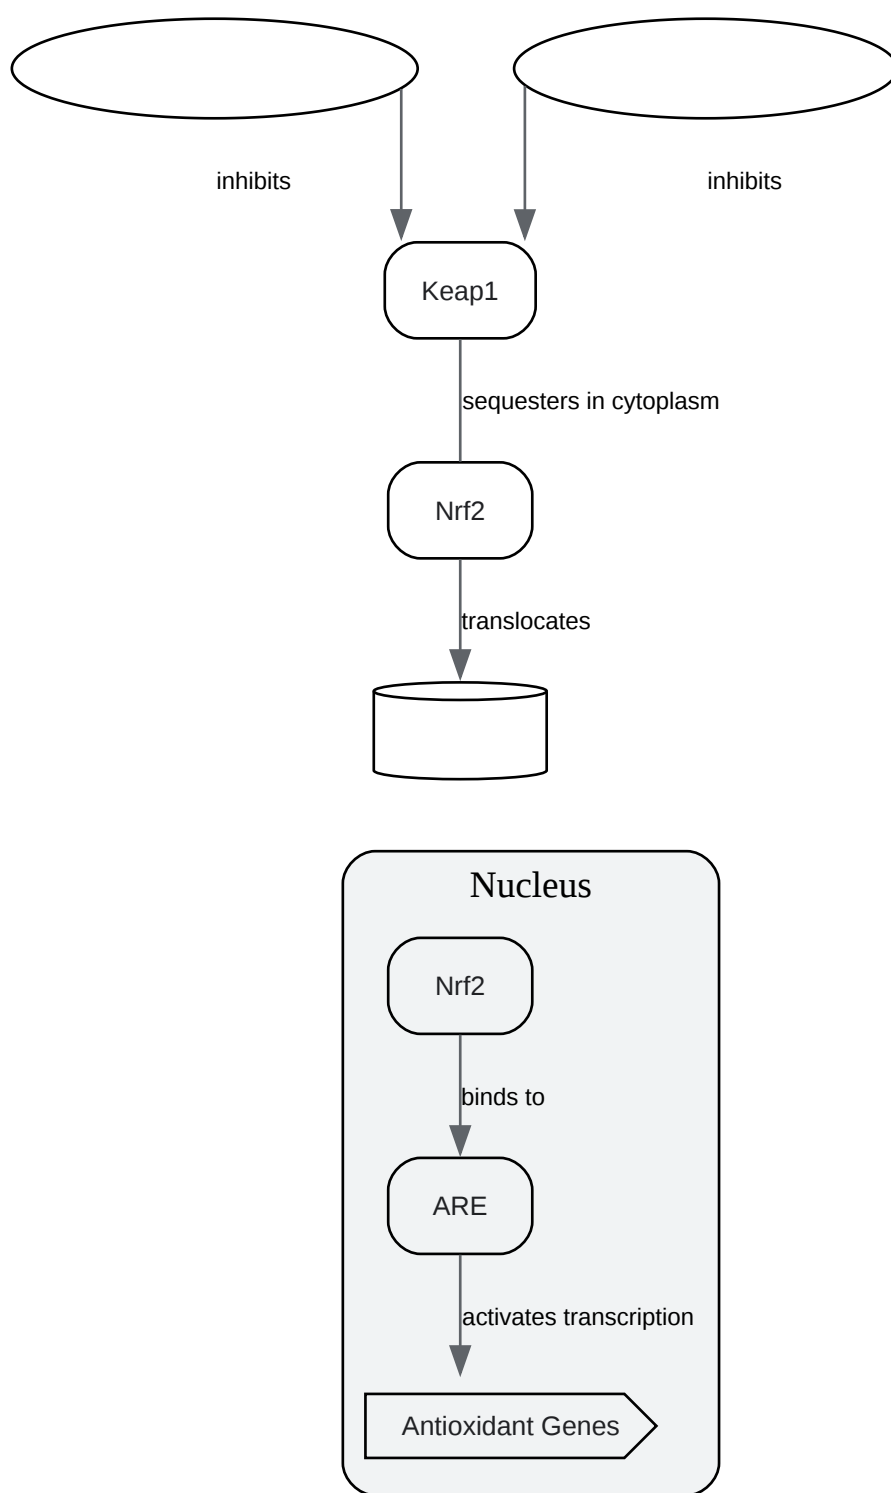 inhibits
inhibits
Keap1
sequesters in cytoplasm
Nrf2
translocates
Nucleus
Nrf2
binds to
ARE
activates transcription
Antioxidant Genes